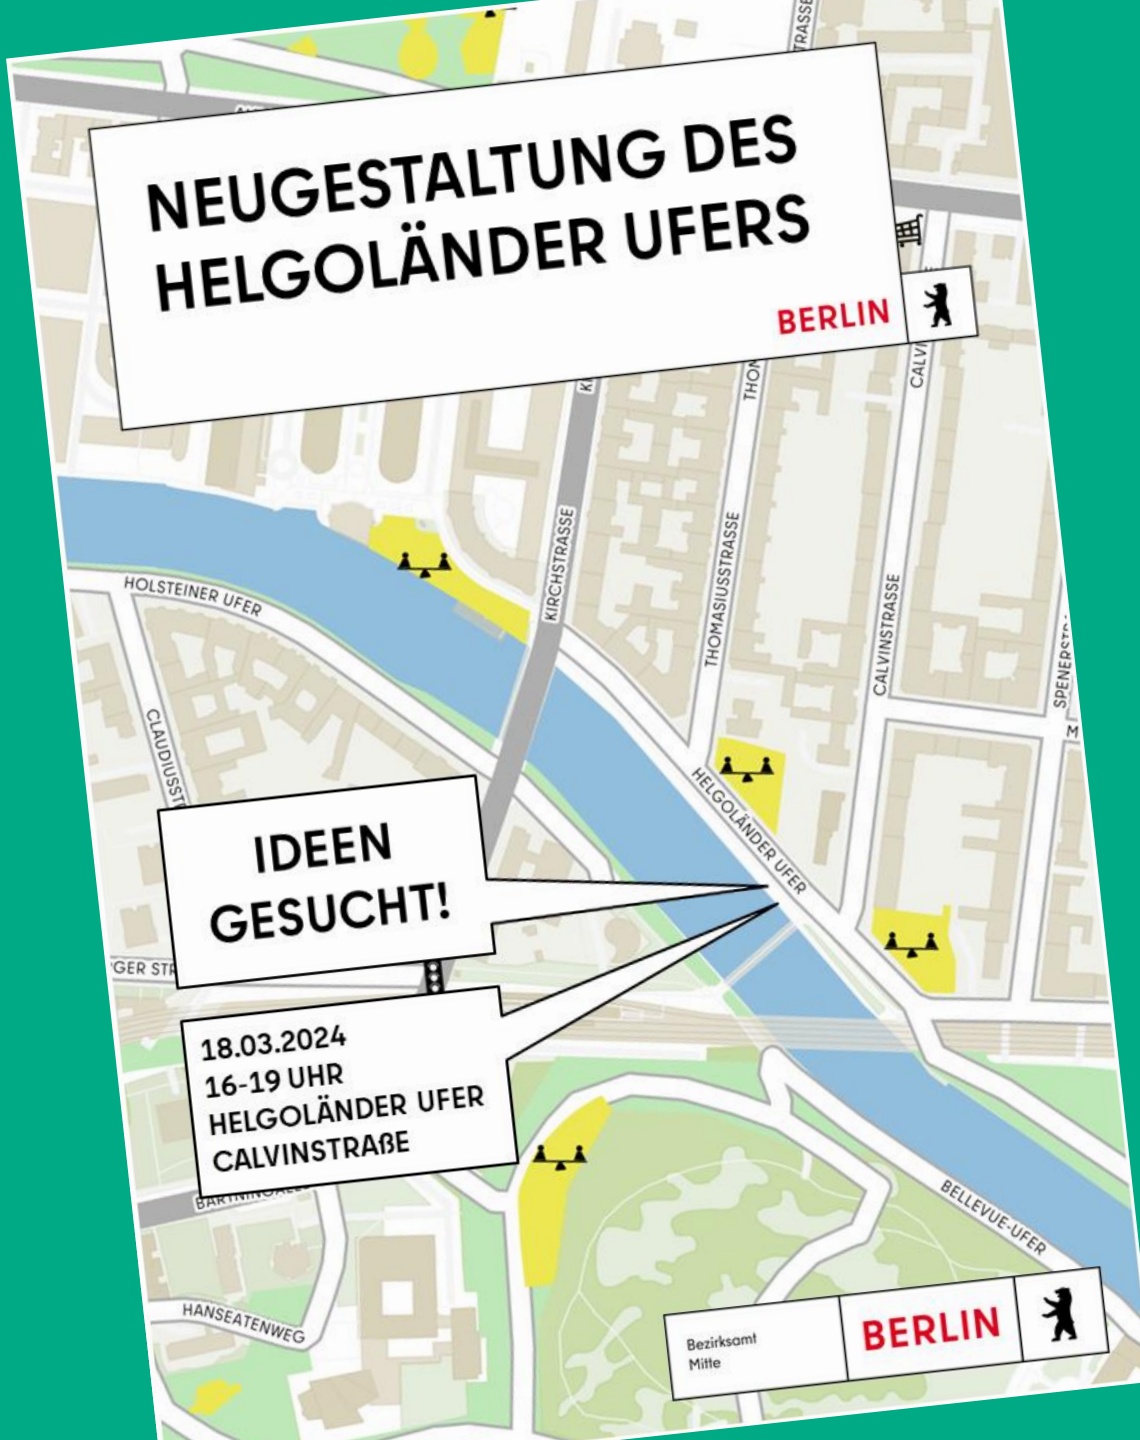 NEUGESTALTUNG DES
HELGOLÄNDER UFERS
BERLIN
HOLSTEINER UFER
KIRCHSTRASSE
THOMASIUSSTRASSE
CALVINSTRASSE
HELGOLÄNDER UFER
IDEEN
GESUCHT!
18.03.2024
16-19 UHR
HELGOLÄNDER UFER
CALVINSTRAßE
BELLEVUE-UFER
HANSEATENWEG
Bezirksamt
Mitte
BERLIN